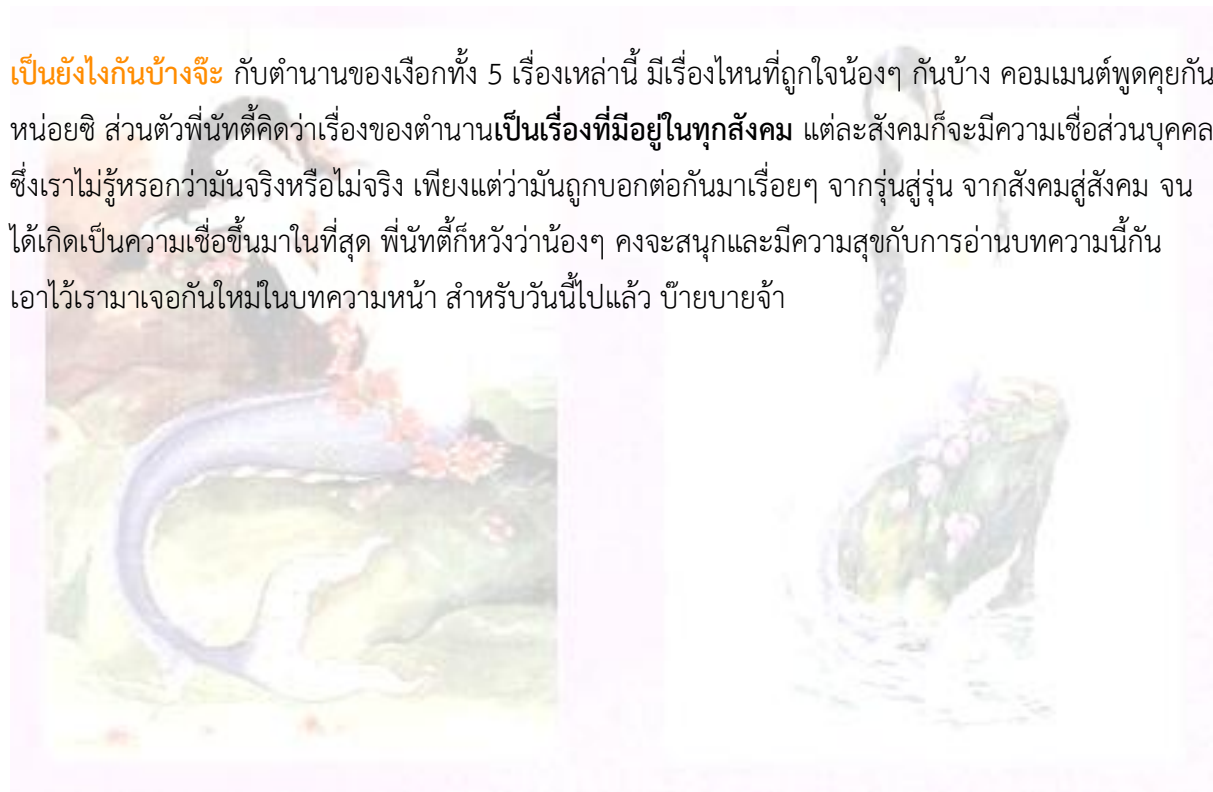 เป็นยังไงกันบ้างจ๊ะ กับตำนานของเงือกทั้ง 5 เรื่องเหล่านี้ มีเรื่องไหนที่ถูกใจน้องๆ กันบ้าง คอมเมนต์พูดคุยกัน
หน่อยซิ ส่วนตัวพี่นัทตี้คิดว่าเรื่องของตำนานเป็นเรื่องที่มีอยู่ในทุกสังคม แต่ละสังคมก็จะมีความเชื่อส่วนบุคคล
ซึ่งเราไม่รู้หรอกว่ามันจริงหรือไม่จริง เพียงแต่ว่ามันถูกบอกต่อกันมาเรื่อยๆ จากรุ่นสู่รุ่น จากสังคมสู่สังคม จน
ได้เกิดเป็นความเชื่อขึ้นมาในที่สุด พี่นัทตี้ก็หวังว่าน้องๆ คงจะสนุกและมีความสุขกับการอ่านบทความนี้กัน
เอาไว้เรามาเจอกันใหม่ในบทความหน้า สำหรับวันนี้ไปแล้ว บ๊ายบายจ้า